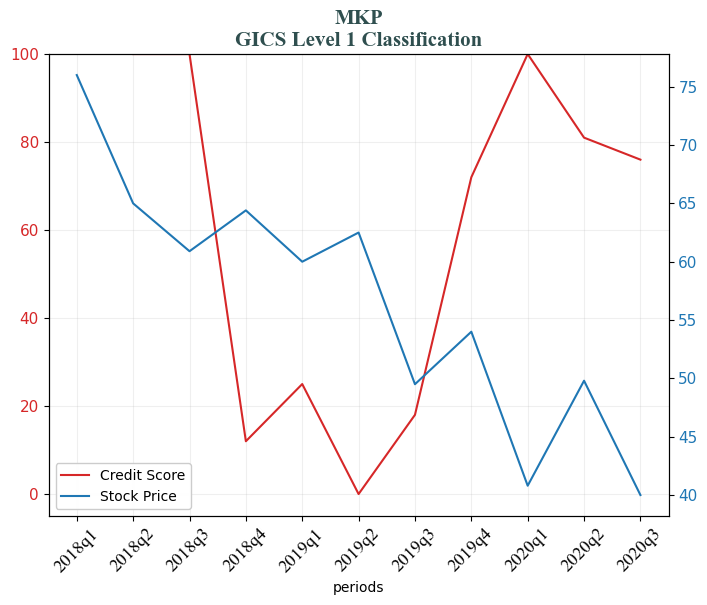 MKP
GICS Level 1 Classification
100
80
60
40
20
0
75
70
65
60
55
50
45
40
Credit Score
Stock Price
2018q1
2018q2
2018q3
2018q4
2019q1
2019q2
2019q3
2019q4
2020q1
2020q2
2020q3
periods